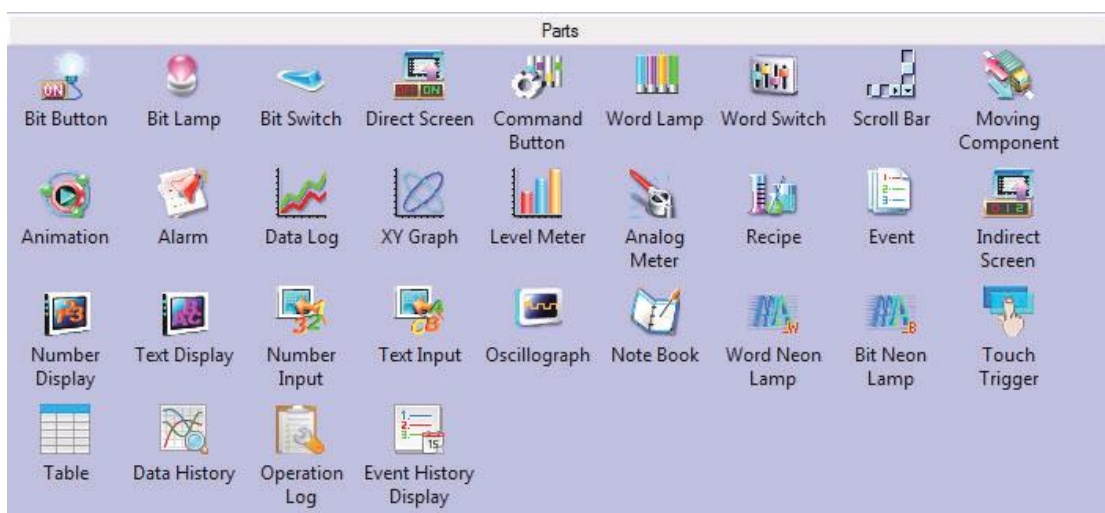 Parts
Bit Button
Bit Lamp
Bit Switch
Direct Screen
Command
Button
Word Lamp
Word Switch
Scroll Bar
Moving
Component
Animation
Alarm
Data Log
XY Graph
Level Meter
Analog
Meter
Recipe
Event
Indirect
Screen
Number
Display
Text Display
Number
Input
Text Input
Oscillograph
Note Book
Word Neon
Lamp
Bit Neon
Lamp
Touch
Trigger
Table
Data History
Operation
Log
Event History
Display